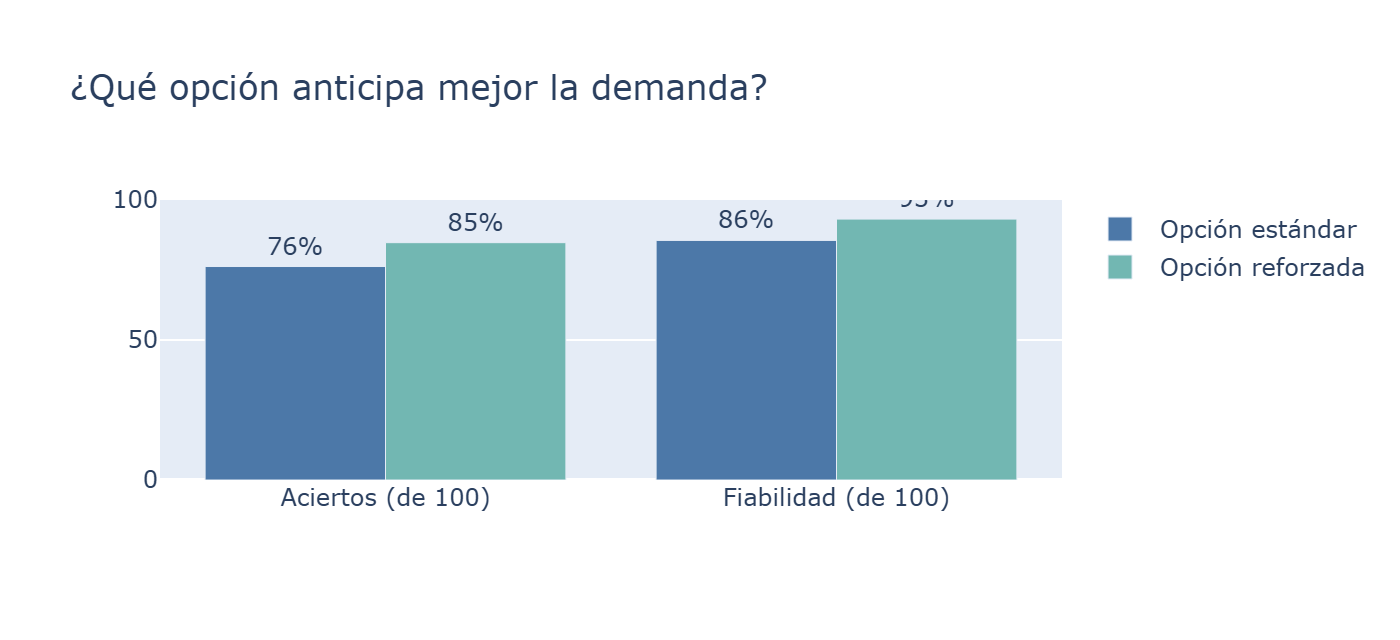 ¿Qué opción anticipa mejor la demanda?
100
50
0
76%
85%
86%
Aciertos (de 100)
Fiabilidad (de 100)
Opción estándar
Opción reforzada